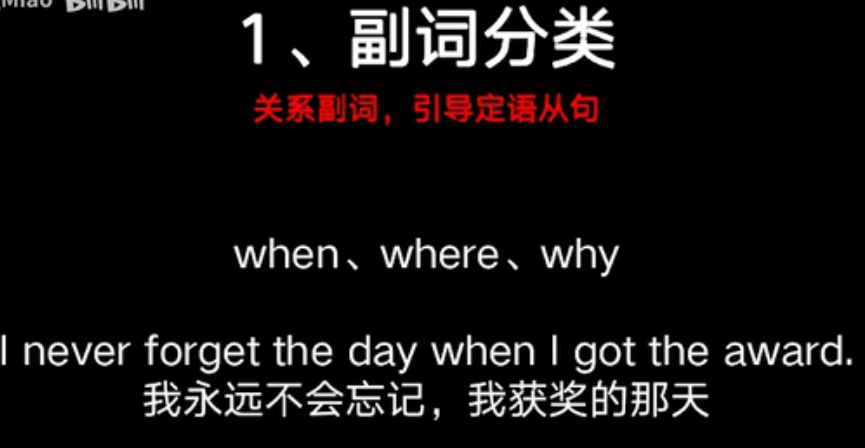 Miao BiliBili
1、副词分类
关系副词，引导定语从句
when、where、why
I never forget the day when I got the award.
我永远不会忘记，我获奖的那天